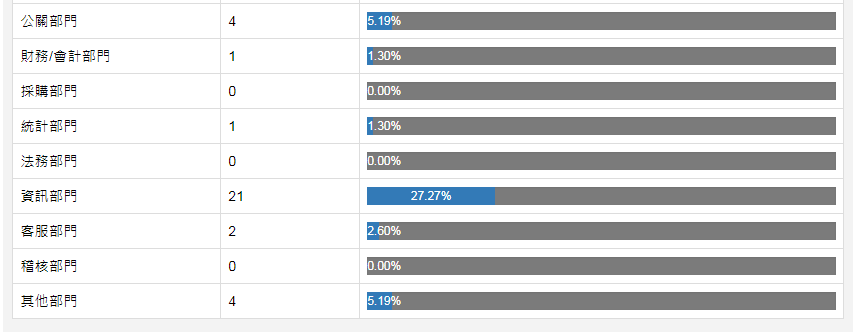 公關部門 4 5.19%
財務/會計部門 1 1.30%
採購部門 0 0.00%
統計部門 1 1.30%
法務部門 0 0.00%
資訊部門 21 27.27%
客服部門 2 2.60%
稽核部門 0 0.00%
其他部門 4 5.19%